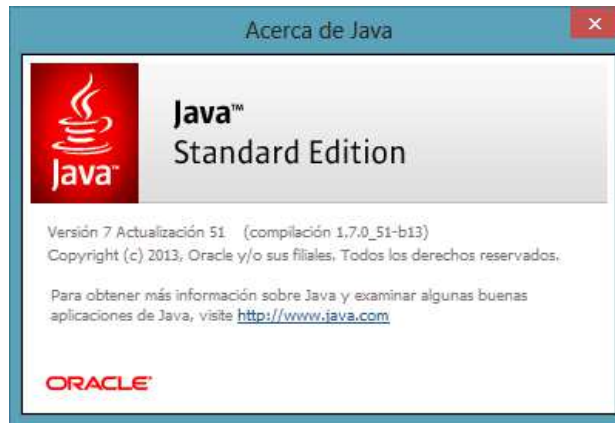 Acerca de Java
x
Java™
Java™
Standard Edition
Versión 7 Actualización 51 (compilación 1.7.0_51-b13)
Copyright (c) 2013, Oracle y/o sus filiales. Todos los derechos reservados.
Para obtener más información sobre Java y examinar algunas buenas
aplicaciones de Java, visite http://www.java.com
ORACLE